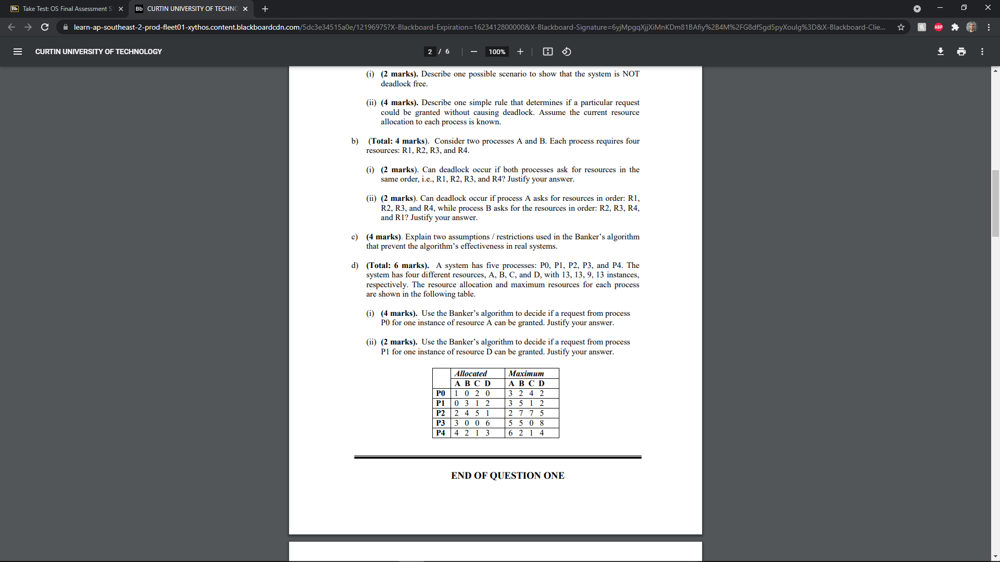 Take Test: OS Final Assessment S
CURTIN UNIVERSITY OF TECHNO
learn-ap-southeast-2-prod-fleet01-xythos.content.blackboardcdn.com/5dc3e34515a0e/12196975?X-Blackboard-Expiration=1623412800000&X-Blackboard-Signature=6yjMpgqXjjXiMnKDm81BAfiy%2B4M%2FG8dfSgd5pyXoulg%3D&X-Blackboard-Clie...
ABP
CURTIN UNIVERSITY OF TECHNOLOGY
2 / 6
100%
(i) (2 marks). Describe one possible scenario to show that the system is NOT
deadlock free.
(ii) (4 marks). Describe one simple rule that determines if a particular request
could be granted without causing deadlock. Assume the current resource
allocation to each process is known.
b) (Total: 4 marks). Consider two processes A and B. Each process requires four
resources: R1, R2, R3, and R4.
(i) (2 marks). Can deadlock occur if both processes ask for resources in the
same order, i.e., R1, R2, R3, and R4? Justify your answer.
(ii) (2 marks). Can deadlock occur if process A asks for resources in order: R1,
R2, R3, and R4, while process B asks for the resources in order: R2, R3, R4,
and R1? Justify your answer.
c) (4 marks). Explain two assumptions / restrictions used in the Banker's algorithm
that prevent the algorithm's effectiveness in real systems.
d) (Total: 6 marks). A system has five processes: P0, P1, P2, P3, and P4. The
system has four different resources, A, B, C, and D, with 13, 13, 9, 13 instances,
respectively. The resource allocation and maximum resources for each process
are shown in the following table.
(i) (4 marks). Use the Banker's algorithm to decide if a request from process
P0 for one instance of resource A can be granted. Justify your answer.
(ii) (2 marks). Use the Banker's algorithm to decide if a request from process
P1 for one instance of resource D can be granted. Justify your answer.
Allocated Maximum
A B C D A B C D
P0 1 0 2 0 3 2 4 2
P1 0 3 1 2 3 5 1 2
P2 2 4 5 1 2 7 7 5
P3 3 0 0 6 5 5 0 8
P4 4 2 1 3 6 2 1 4
END OF QUESTION ONE